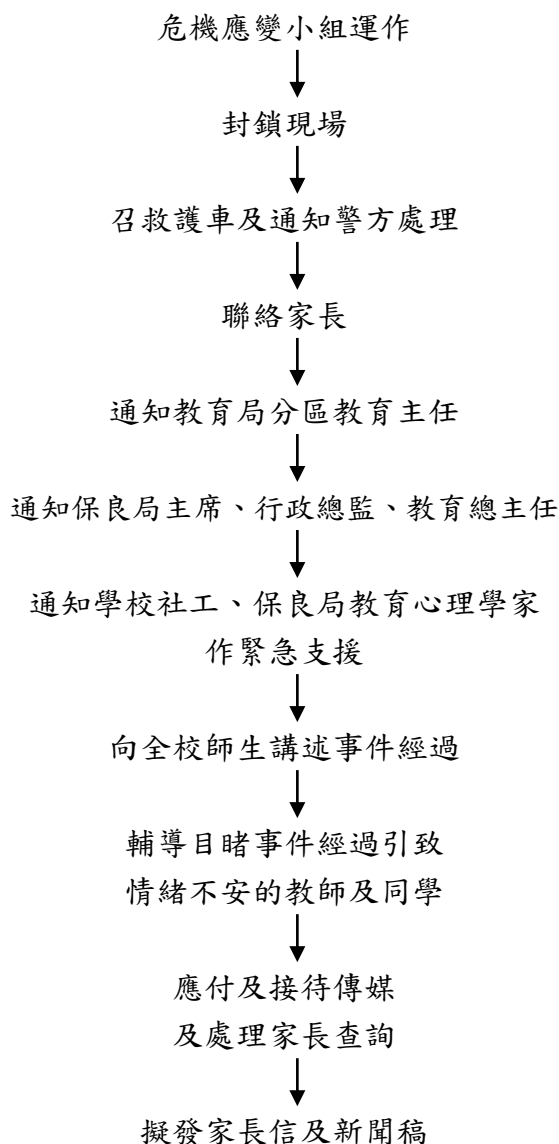 危機應變小組運作
封鎖現場
召救護車及通知警方處理
聯絡家長
通知教育局分區教育主任
通知保良局主席、行政總監、教育總主任
通知學校社工、保良局教育心理學家
作緊急支援
向全校師生講述事件經過
輔導目睹事件經過引致
情緒不安的教師及同學
應付及接待傳媒
及處理家長查詢
擬發家長信及新聞稿